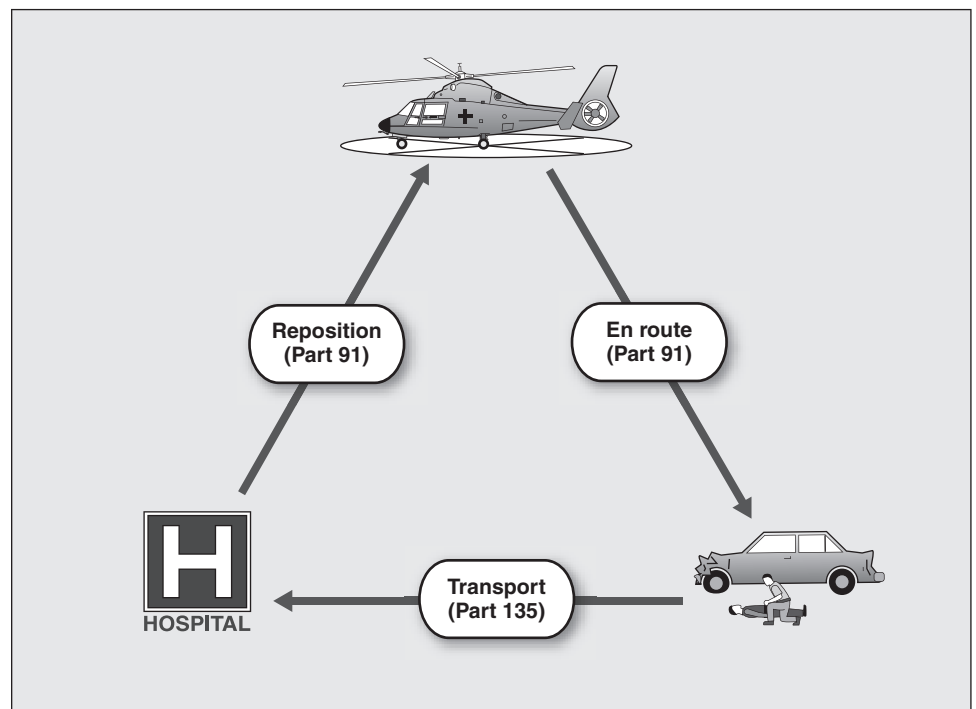 Reposition
(Part 91)
En route
(Part 91)
H
HOSPITAL
Transport
(Part 135)